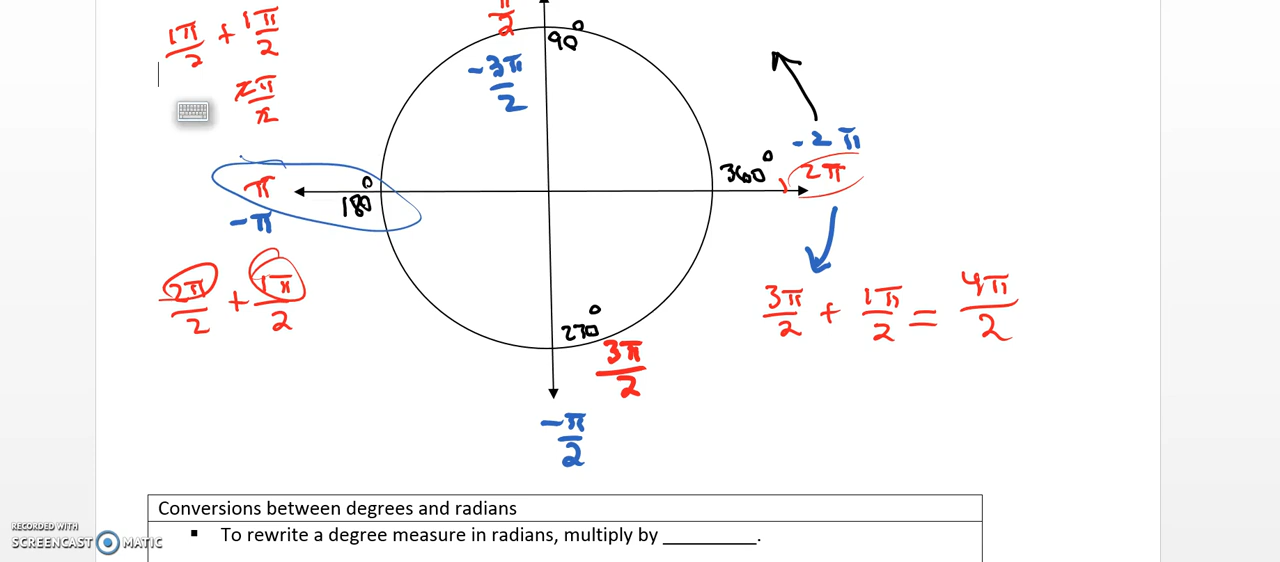 π/2
1π/2 + 1π/2
90°
-3π/2
2π/2
-2π
360° 2π
π
180°
-π
2π/2 + 1π/2
3π/2 + 1π/2 = 4π/2
270°
3π/2
-π/2
Conversions between degrees and radians
▪ To rewrite a degree measure in radians, multiply by _________.
RECORDED WITH
SCREENCAST MATIC